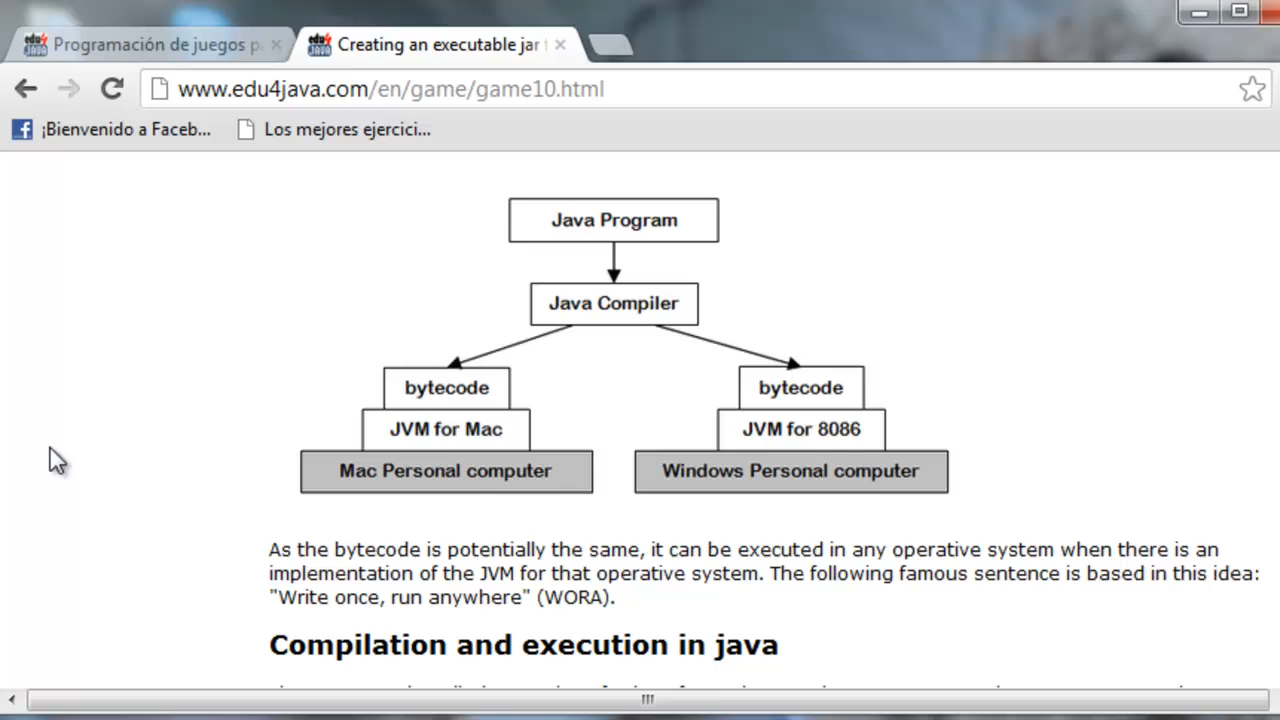 Programación de juegos p
Creating an executable jar
www.edu4java.com/en/game/game10.html
¡Bienvenido a Faceb...
Los mejores ejercici...
Java Program
Java Compiler
bytecode
bytecode
JVM for Mac
JVM for 8086
Mac Personal computer
Windows Personal computer
As the bytecode is potentially the same, it can be executed in any operative system when there is an
implementation of the JVM for that operative system. The following famous sentence is based in this idea:
"Write once, run anywhere" (WORA).
Compilation and execution in java